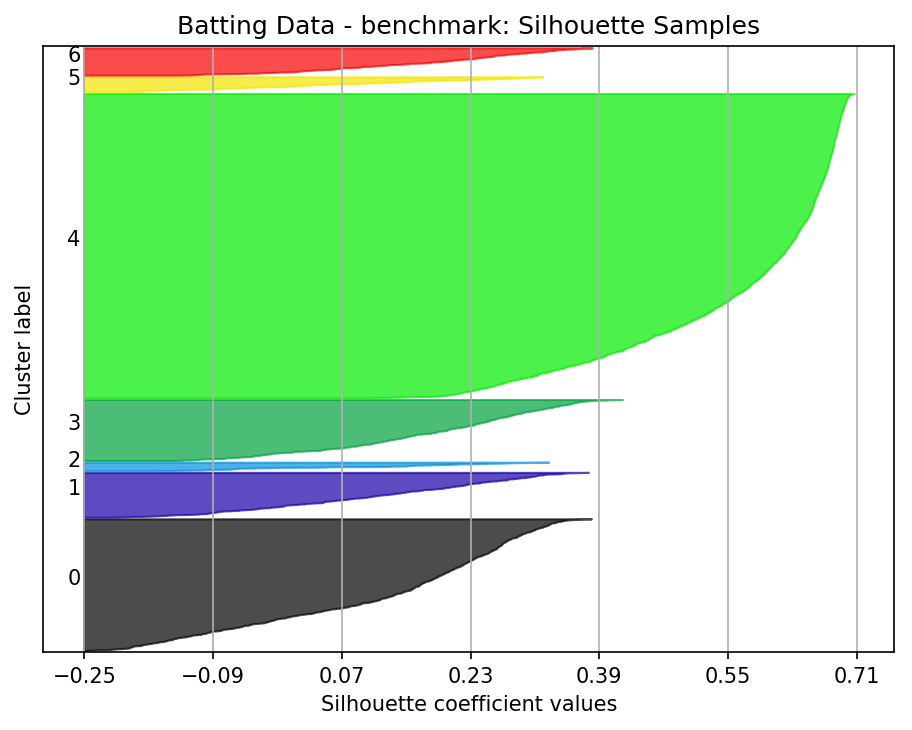 Batting Data - benchmark: Silhouette Samples
6
5
4
3
2
1
0
Cluster label
−0.25 −0.09 0.07 0.23 0.39 0.55 0.71
Silhouette coefficient values